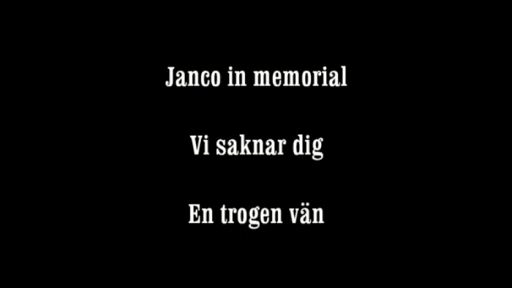 Janco in memorial
Vi saknar dig
En trogen vän